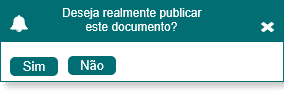 Deseja realmente publicar
este documento?
Sim
Não